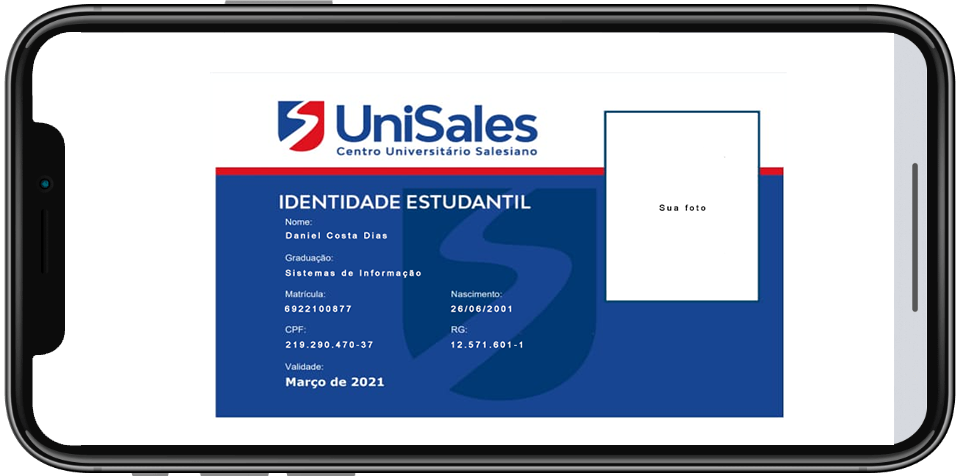 UniSales
Centro Universitário Salesiano
IDENTIDADE ESTUDANTIL
Nome:
Daniel Costa Dias
Graduação:
Sistemas de Informação
Matrícula:
6922100877
Nascimento:
26/06/2001
CPF:
219.290.470-37
RG:
12.571.601-1
Validade:
Março de 2021
Sua foto